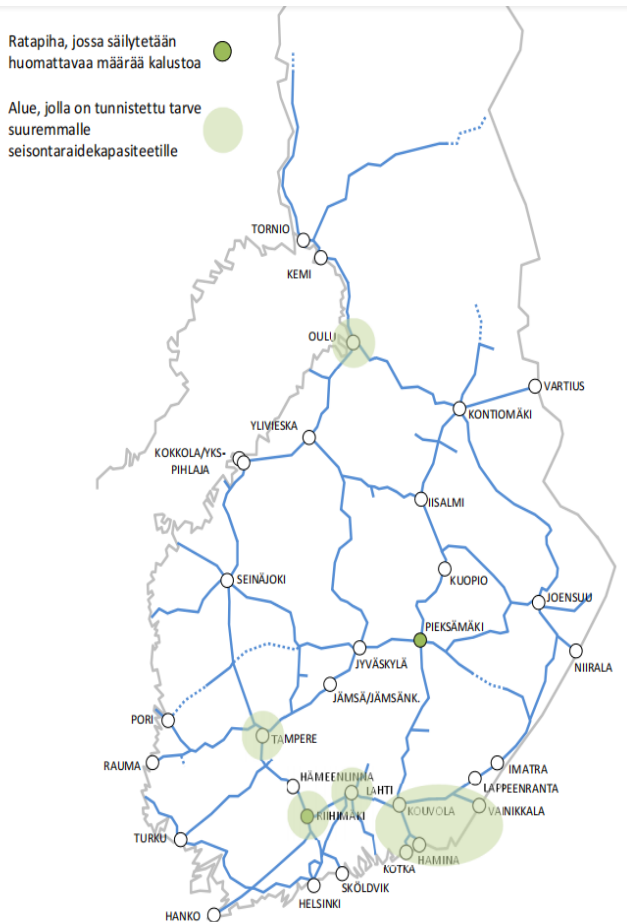 Ratapiha, jossa säilytetään
huomattavaa määrää kalustoa
Alue, jolla on tunnistettu tarve
suuremmalle
seisontaraidekapasiteetille
TORNIO
KEMI
OULU
VARTIUS
KONTIOMÄKI
YLIVIESKA
KOKKOLA/YKS-
PIHLAJA
IISALMI
KUOPIO
SEINÄJOKI
JOENSUU
PIEKSÄMÄKI
JYVÄSKYLÄ
NIIRALA
JÄMSÄ/JÄMSÄNK.
PORI
TAMPERE
RAUMA
IMATRA
HÄMEENLINNA
LAPPEENRANTA
LAHTI
KOUVOLA
VAINIKKALA
RIIHIMÄKI
TURKU
HAMINA
KOTKA
SKÖLDVIK
HELSINKI
HANKO